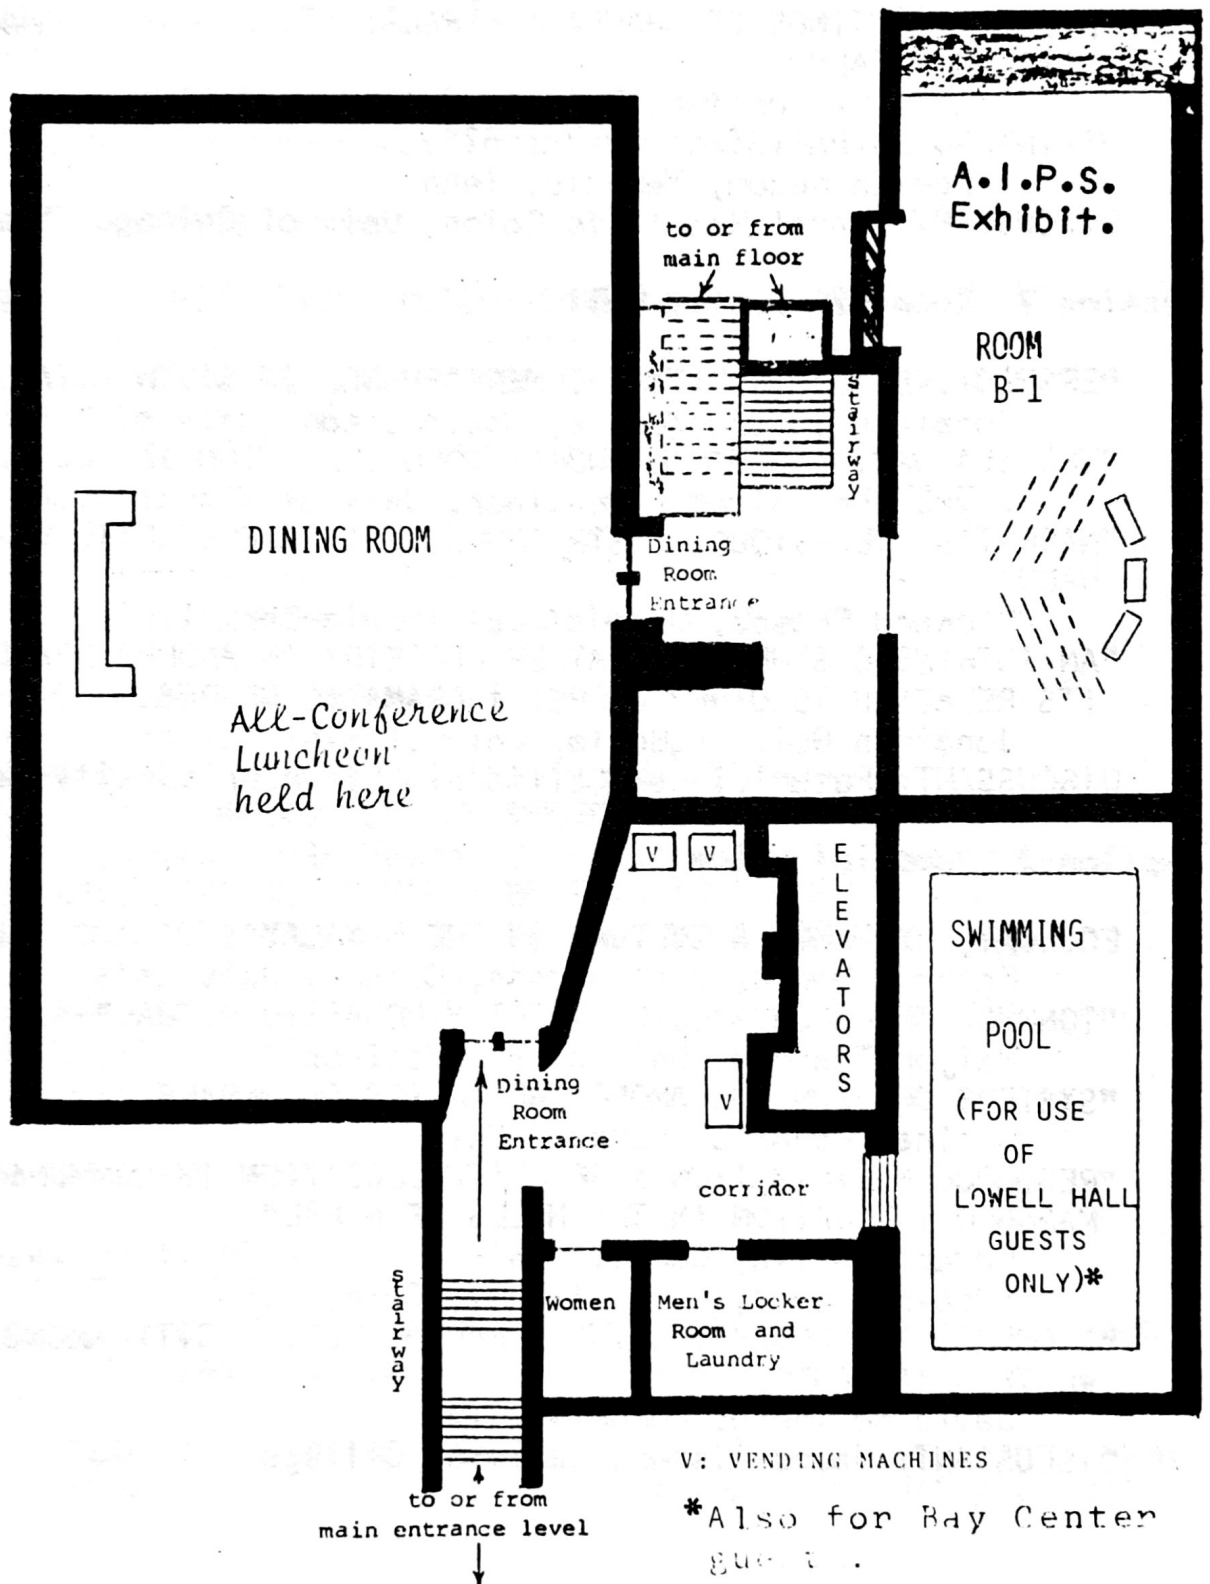 A.I.P.S.
Exhibit.
to or from
main floor
ROOM
B-1
Stairway
DINING ROOM
Dining
Room
Entrance
All-Conference
Luncheon
held here
V
V
ELEVATORS
SWIMMING
POOL
(FOR USE
OF
LOWELL HALL
GUESTS
ONLY)*
V
Dining
Room
Entrance
corridor
Stairway
Women
Men's Locker
Room and
Laundry
V: VENDING MACHINES
to or from
main entrance level
*Also for Bay Center